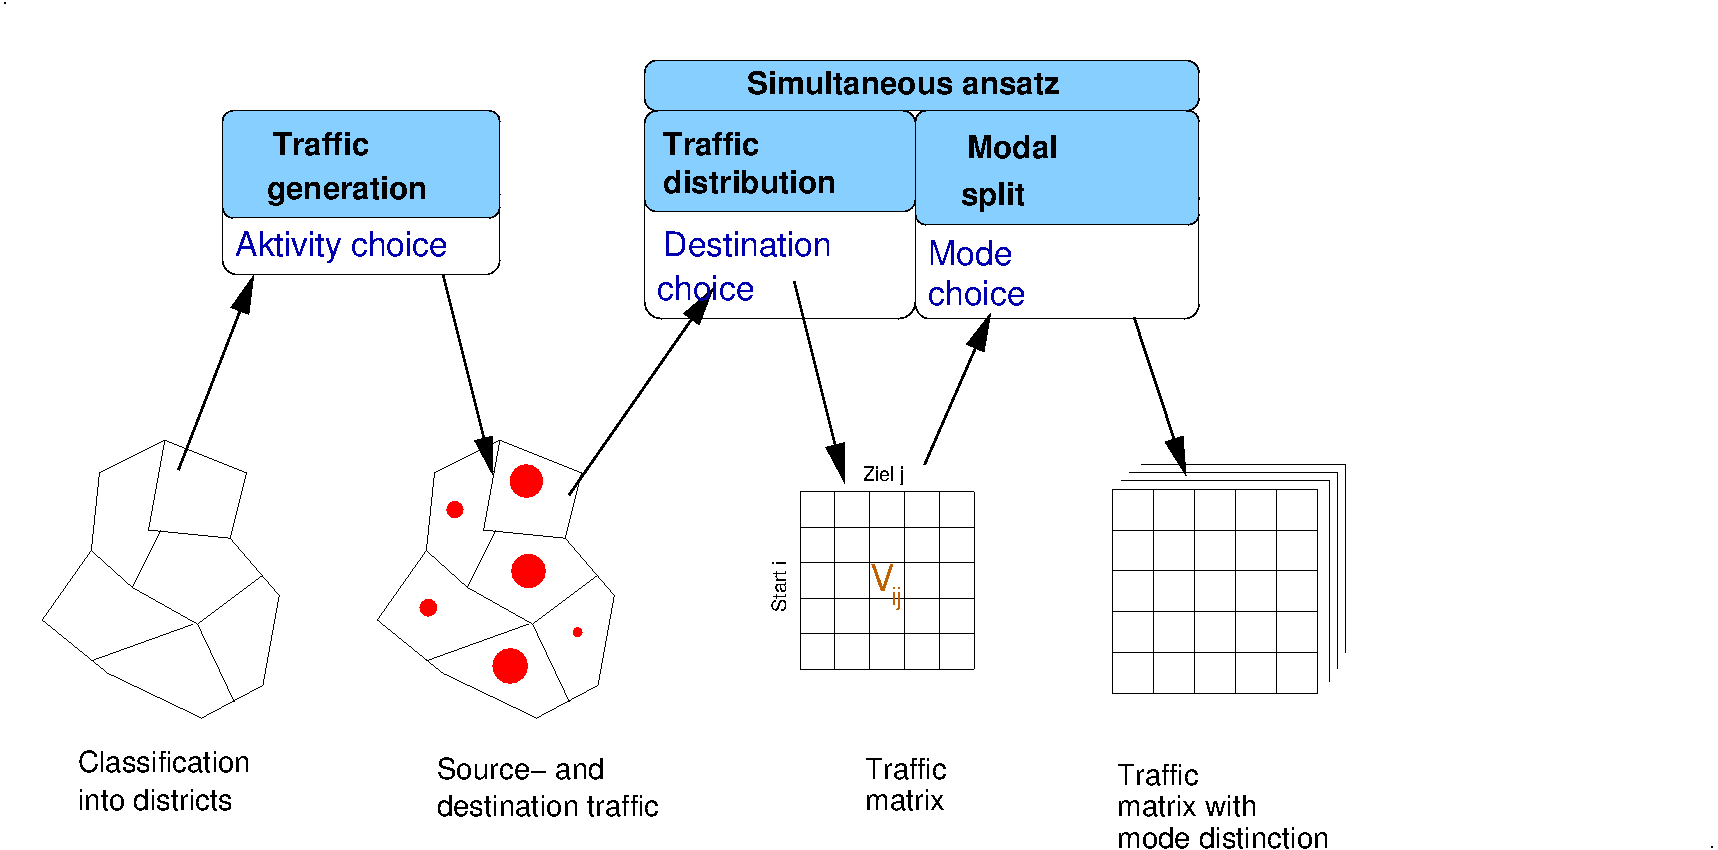 Simultaneous ansatz
Traffic
generation
Aktivity choice
Traffic
distribution
Destination
choice
Modal
split
Mode
choice
Ziel j
Start i
V
ij
Classification
into districts
Source– and
destination traffic
Traffic
matrix
Traffic
matrix with
mode distinction